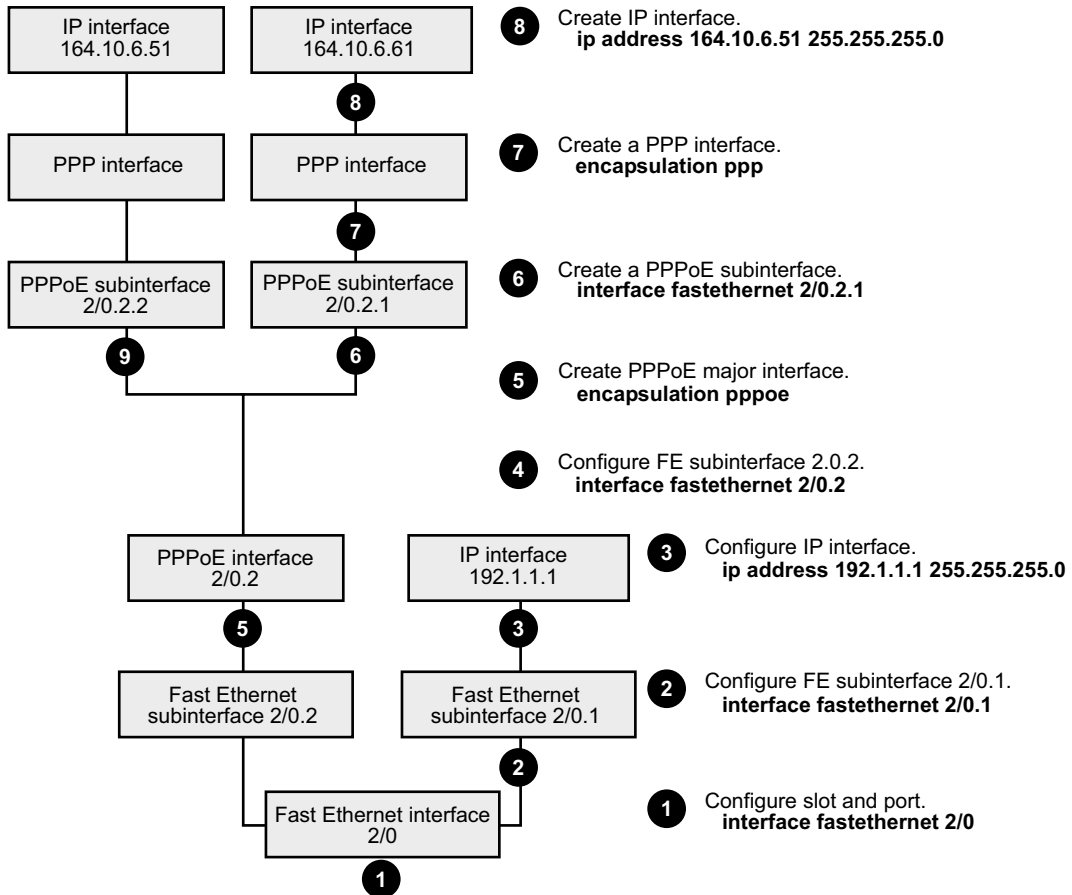 IP interface
164.10.6.51
IP interface
164.10.6.61
8
Create IP interface.
ip address 164.10.6.51 255.255.255.0
8
PPP interface
PPP interface
7
Create a PPP interface.
encapsulation ppp
7
PPPoE subinterface
2/0.2.2
PPPoE subinterface
2/0.2.1
6
Create a PPPoE subinterface.
interface fastethernet 2/0.2.1
9
6
5
Create PPPoE major interface.
encapsulation pppoe
4
Configure FE subinterface 2.0.2.
interface fastethernet 2/0.2
PPPoE interface
2/0.2
IP interface
192.1.1.1
3
Configure IP interface.
ip address 192.1.1.1 255.255.255.0
5
3
Fast Ethernet
subinterface 2/0.2
Fast Ethernet
subinterface 2/0.1
2
Configure FE subinterface 2/0.1.
interface fastethernet 2/0.1
2
Fast Ethernet interface
2/0
1
Configure slot and port.
interface fastethernet 2/0
1